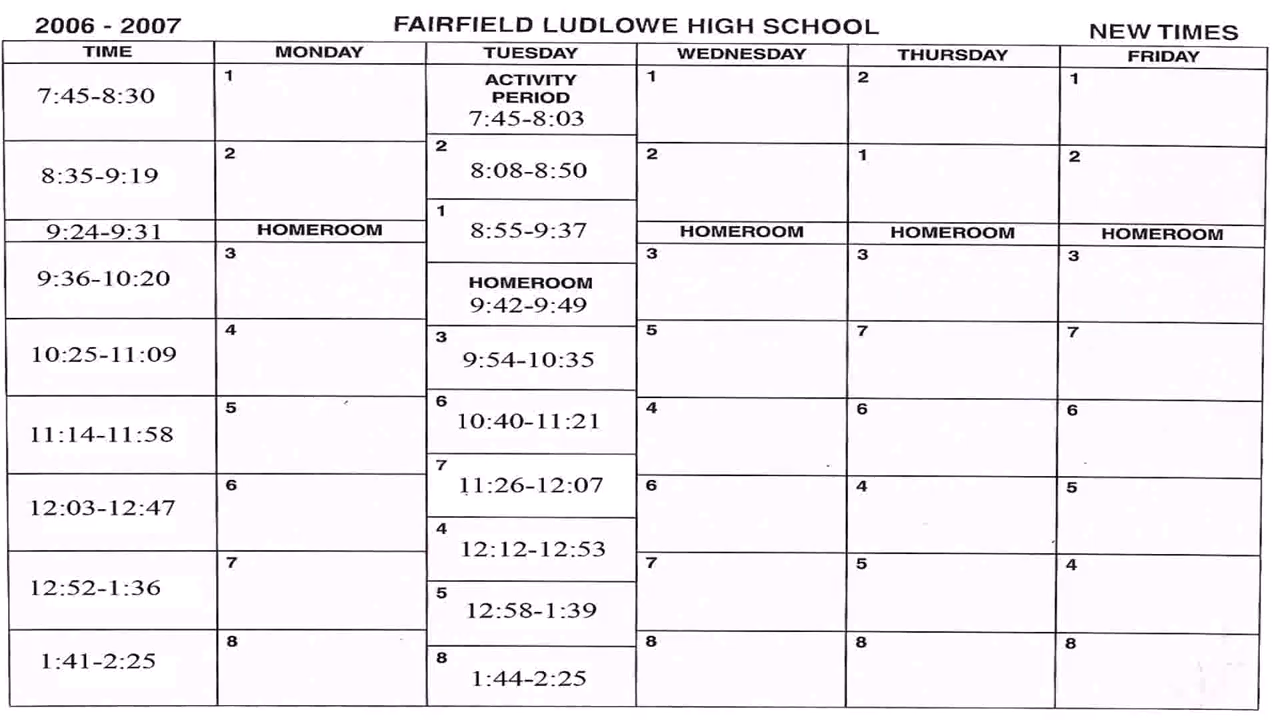 2006 - 2007 FAIRFIELD LUDLOWE HIGH SCHOOL NEW TIMES
TIME MONDAY TUESDAY WEDNESDAY THURSDAY FRIDAY
7:45-8:30 1 ACTIVITY 1 2 1
PERIOD
7:45-8:03
8:35-9:19 2 2 8:08-8:50 2 1 2
1 8:55-9:37
9:24-9:31 HOMEROOM HOMEROOM HOMEROOM HOMEROOM
9:36-10:20 3 HOMEROOM 3 3 3
9:42-9:49
10:25-11:09 4 3 9:54-10:35 5 7 7
11:14-11:58 5 6 10:40-11:21 4 6 6
7 11:26-12:07
12:03-12:47 6 4 12:12-12:53 6 4 5
12:52-1:36 7 5 12:58-1:39 7 5 4
1:41-2:25 8 8 1:44-2:25 8 8 8